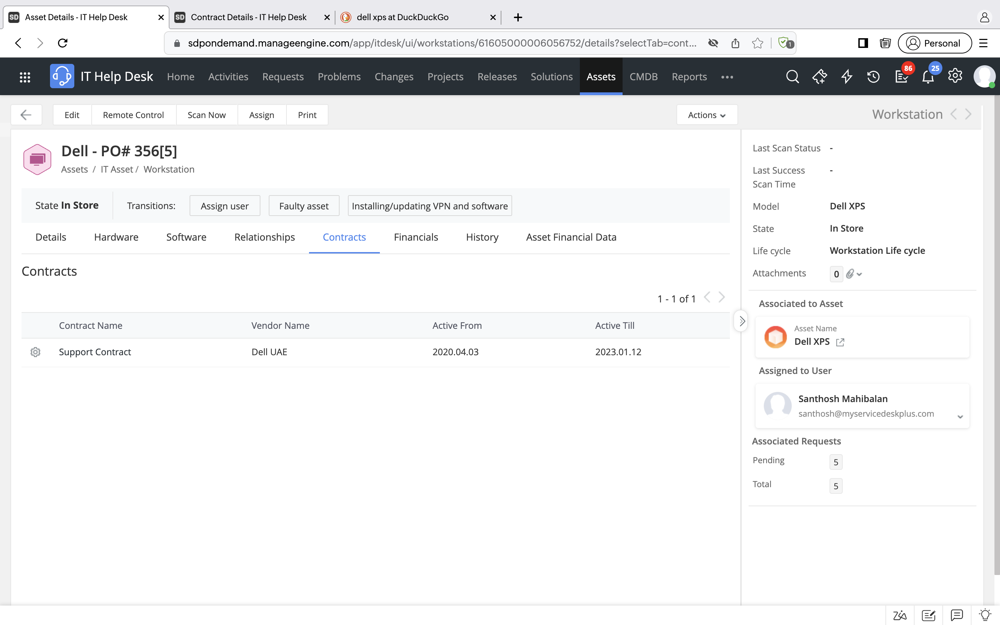 SD Asset Details - IT Help Desk
SD Contract Details - IT Help Desk
dell xps at DuckDuckGo
sdpondemand.manageengine.com/app/itdesk/ui/workstations/61605000006056752/details?selectTab=cont...
1
Personal
IT Help Desk
Home
Activities
Requests
Problems
Changes
Projects
Releases
Solutions
Assets
CMDB
Reports
86
25
Edit
Remote Control
Scan Now
Assign
Print
Actions
Workstation
Dell - PO# 356[5]
Assets / IT Asset / Workstation
State In Store
Transitions:
Assign user
Faulty asset
Installing/updating VPN and software
Details
Hardware
Software
Relationships
Contracts
Financials
History
Asset Financial Data
Contracts
1 - 1 of 1
Contract Name Vendor Name Active From Active Till
Support Contract Dell UAE 2020.04.03 2023.01.12
Last Scan Status -
Last Success -
Scan Time
Model Dell XPS
State In Store
Life cycle Workstation Life cycle
Attachments 0
Associated to Asset
Asset Name
Dell XPS
Assigned to User
Santhosh Mahibalan
santhosh@myservicedeskplus.com
Associated Requests
Pending 5
Total 5
Zia